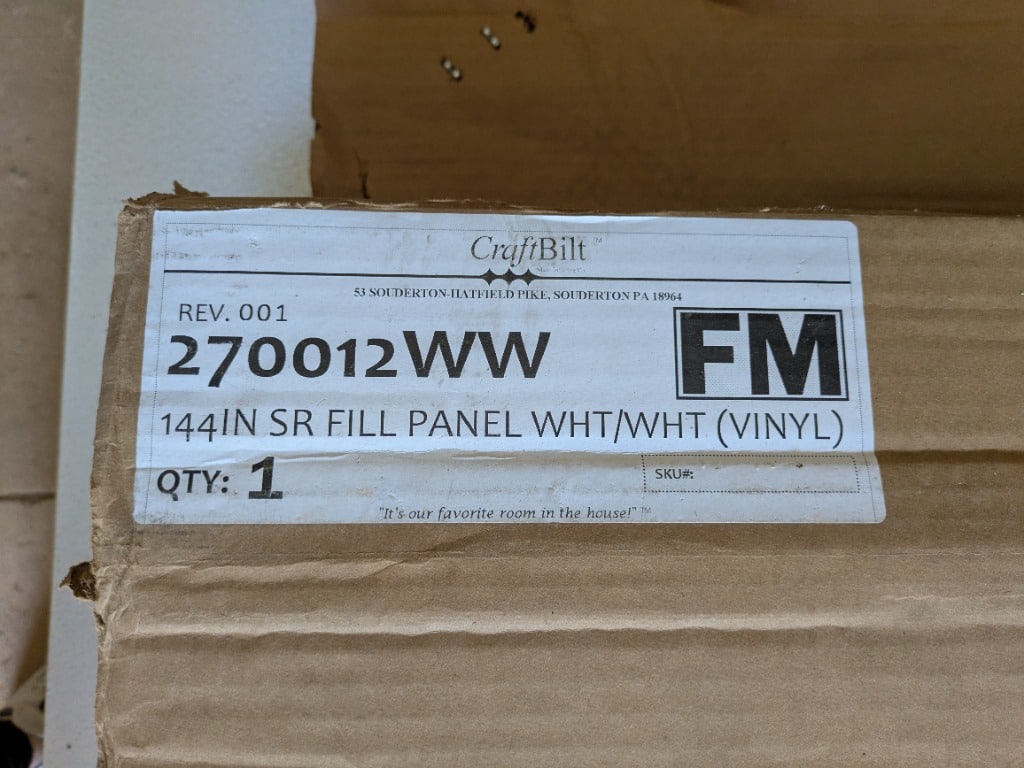 CraftBilt™
53 SOUDERTON-HATFIELD PIKE, SOUDERTON PA 18964
REV. 001
270012WW
FM
144IN SR FILL PANEL WHT/WHT (VINYL)
QTY: 1
SKU#:
"It's our favorite room in the house!" ™